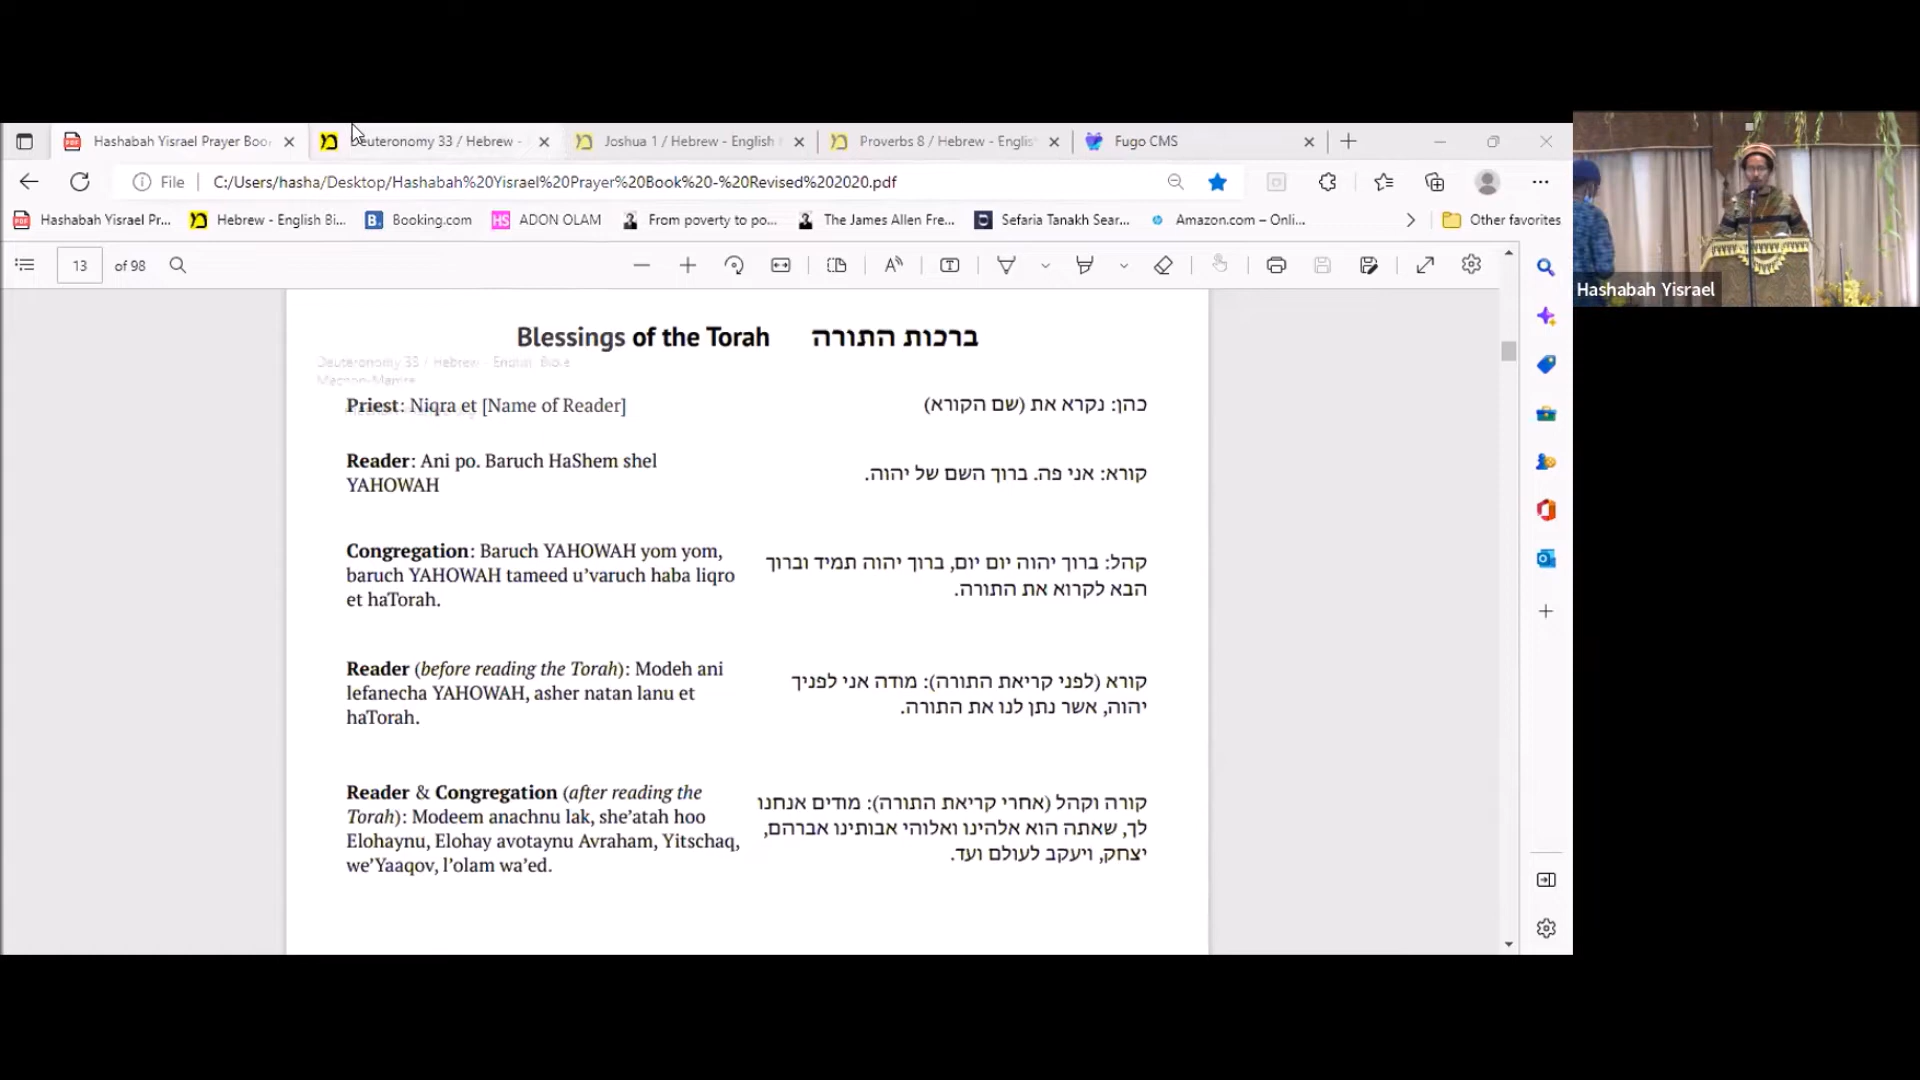 Hashabah Yisrael Prayer Boo
Deuteronomy 33 / Hebrew -
Joshua 1 / Hebrew - English
Proverbs 8 / Hebrew - Englis
Fugo CMS
File
C:/Users/hasha/Desktop/Hashabah%20Yisrael%20Prayer%20Book%20-%20Revised%202020.pdf
Hashabah Yisrael Pr...
Hebrew - English Bi...
Booking.com
ADON OLAM
From poverty to po...
The James Allen Fre...
Sefaria Tanakh Sear...
Amazon.com – Onli...
Other favorites
13 of 98
Hashabah Yisrael
Blessings of the Torah ברכות התורה
Deuteronomy 33 / Hebrew - English Bible
Mechon-Mamre
Priest: Niqra et [Name of Reader]
כהן: נקרא את (שם הקורא)
Reader: Ani po. Baruch HaShem shel
YAHOWAH
קורא: אני פה. ברוך השם של יהוה.
Congregation: Baruch YAHOWAH yom yom,
baruch YAHOWAH tameed u’varuch haba liqro
et haTorah.
קהל: ברוך יהוה יום יום, ברוך יהוה תמיד וברוך
הבא לקרוא את התורה.
Reader (before reading the Torah): Modeh ani
lefanecha YAHOWAH, asher natan lanu et
haTorah.
קורא (לפני קריאת התורה): מודה אני לפניך
יהוה, אשר נתן לנו את התורה.
Reader & Congregation (after reading the
Torah): Modeem anachnu lak, she’atah hoo
Elohaynu, Elohay avotaynu Avraham, Yitschaq,
we’Yaaqov, l’olam wa’ed.
קורה וקהל (אחרי קריאת התורה): מודים אנחנו
לך, שאתה הוא אלהינו ואלוהי אבותינו אברהם,
יצחק, ויעקב לעולם ועד.